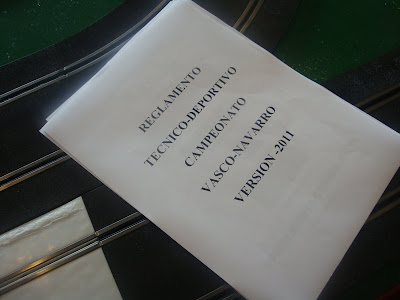 REGLAMENTO
TECNICO-DEPORTIVO
CAMPEONATO
VASCO-NAVARRO
VERSION -2011